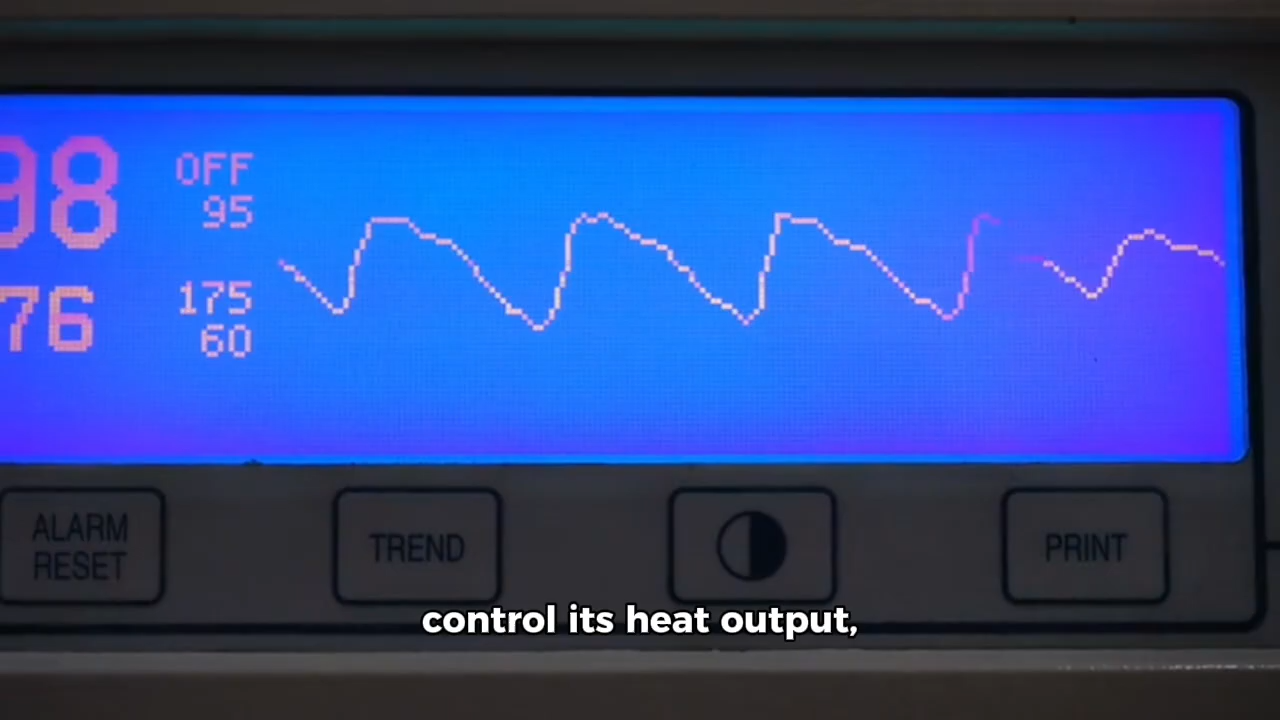 98
OFF
95
76
175
60
ALARM
RESET
TREND
PRINT
control its heat output,